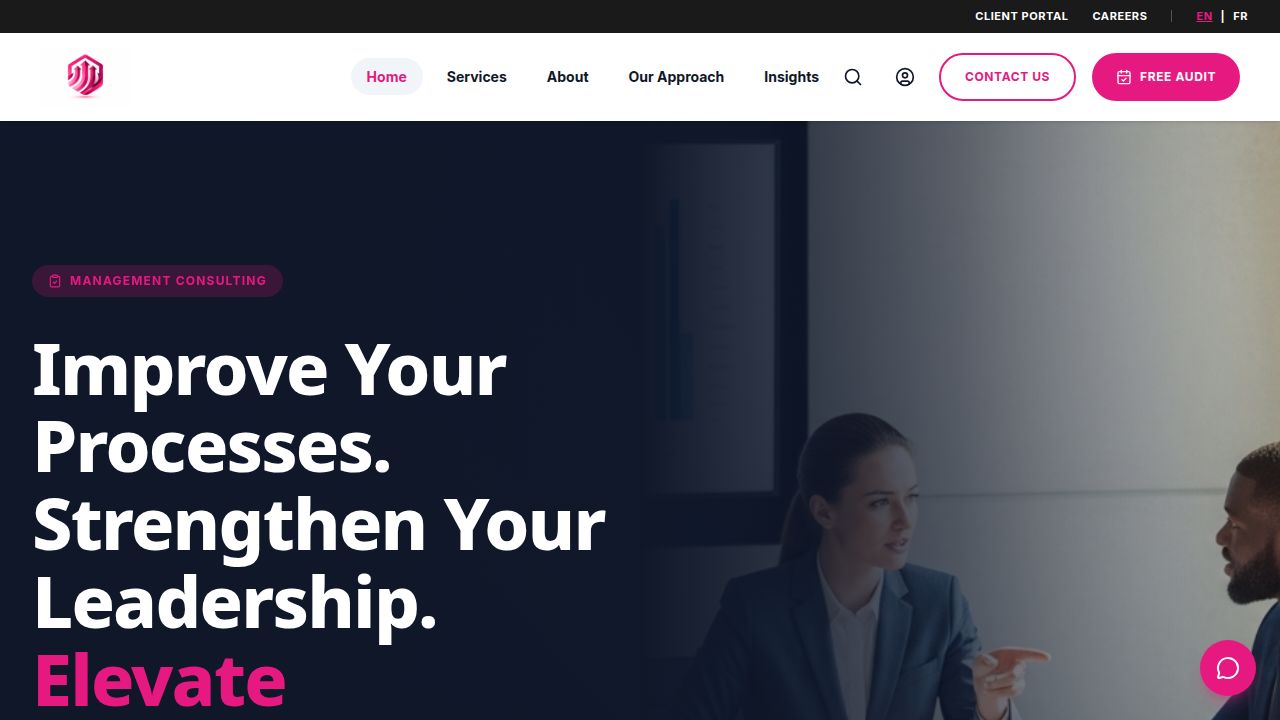 CLIENT PORTAL CAREERS EN | FR
Home Services About Our Approach Insights CONTACT US FREE AUDIT
MANAGEMENT CONSULTING
Improve Your
Processes.
Strengthen Your
Leadership.
Elevate